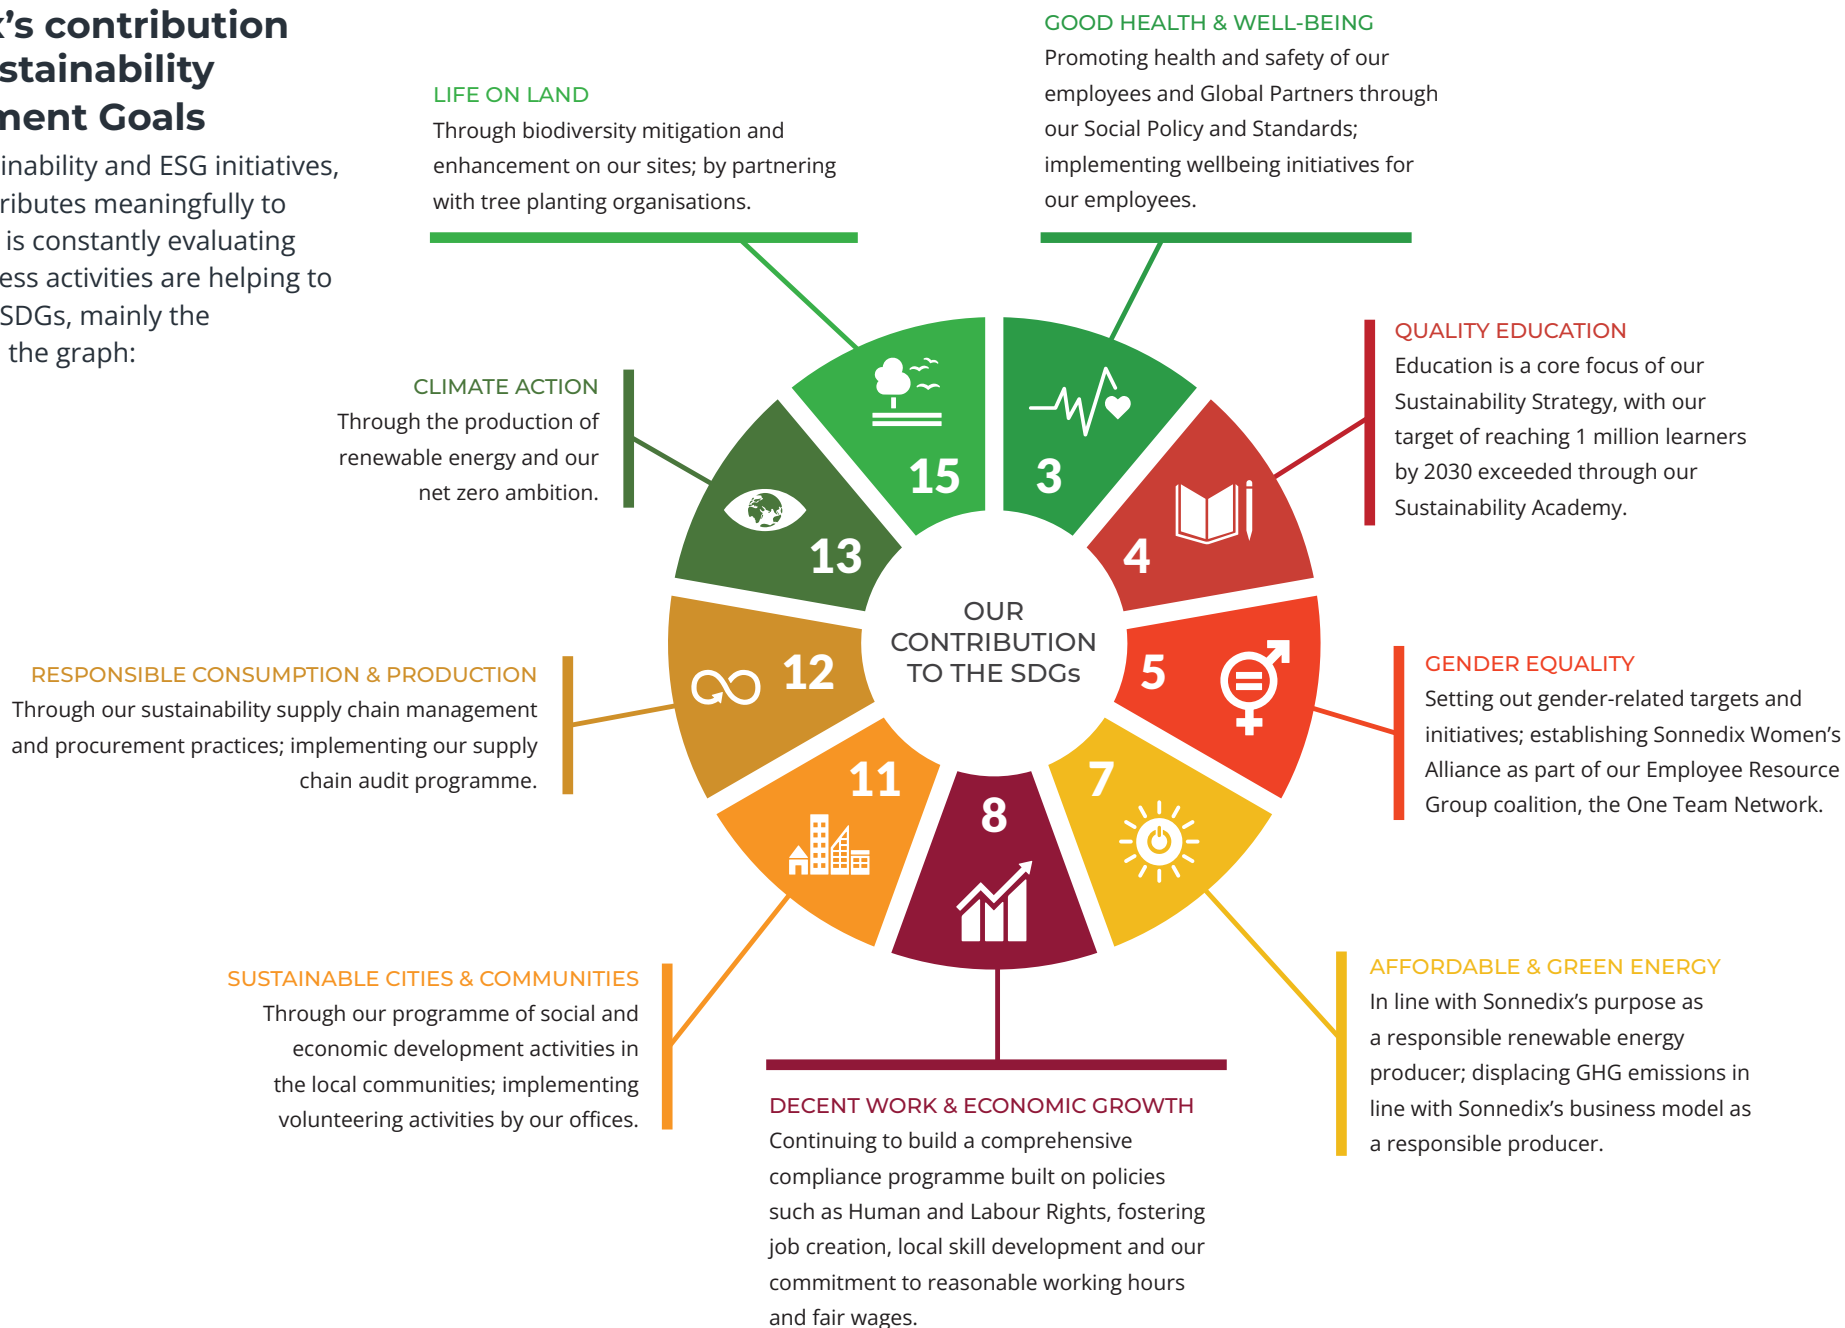 x's contribution
stainability
ment Goals
inability and ESG initiatives,
ributes meaningfully to
is constantly evaluating
ess activities are helping to
SDGs, mainly the
the graph:
LIFE ON LAND
Through biodiversity mitigation and
enhancement on our sites; by partnering
with tree planting organisations.
GOOD HEALTH & WELL-BEING
Promoting health and safety of our
employees and Global Partners through
our Social Policy and Standards;
implementing wellbeing initiatives for
our employees.
QUALITY EDUCATION
Education is a core focus of our
Sustainability Strategy, with our
target of reaching 1 million learners
by 2030 exceeded through our
Sustainability Academy.
CLIMATE ACTION
Through the production of
renewable energy and our
net zero ambition.
15
3
13
4
OUR
CONTRIBUTION
TO THE SDGs
12
5
11
7
8
RESPONSIBLE CONSUMPTION & PRODUCTION
Through our sustainability supply chain management
and procurement practices; implementing our supply
chain audit programme.
GENDER EQUALITY
Setting out gender-related targets and
initiatives; establishing Sonnedix Women's
Alliance as part of our Employee Resource
Group coalition, the One Team Network.
SUSTAINABLE CITIES & COMMUNITIES
Through our programme of social and
economic development activities in
the local communities; implementing
volunteering activities by our offices.
AFFORDABLE & GREEN ENERGY
In line with Sonnedix's purpose as
a responsible renewable energy
producer; displacing GHG emissions in
line with Sonnedix's business model as
a responsible producer.
DECENT WORK & ECONOMIC GROWTH
Continuing to build a comprehensive
compliance programme built on policies
such as Human and Labour Rights, fostering
job creation, local skill development and our
commitment to reasonable working hours
and fair wages.